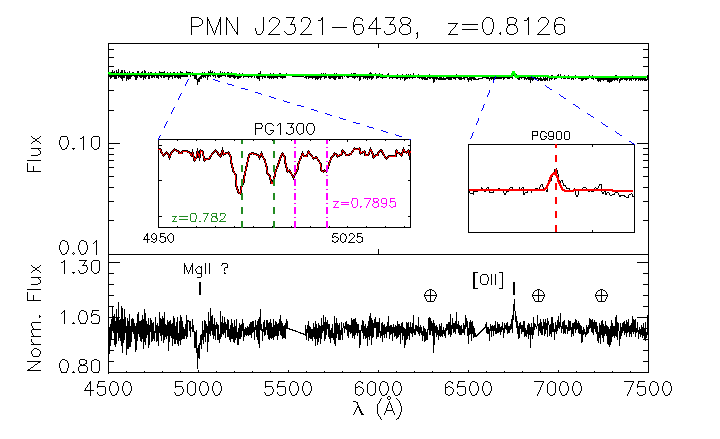 PMN J2321−6438, z=0.8126
Flux
0.10
0.01
PG1300
z=0.782
z=0.7895
4950
5025
PG900
Norm. Flux
1.30
1.05
0.80
MgII ?
[OII]
4500 5000 5500 6000 6500 7000 7500
λ (Å)